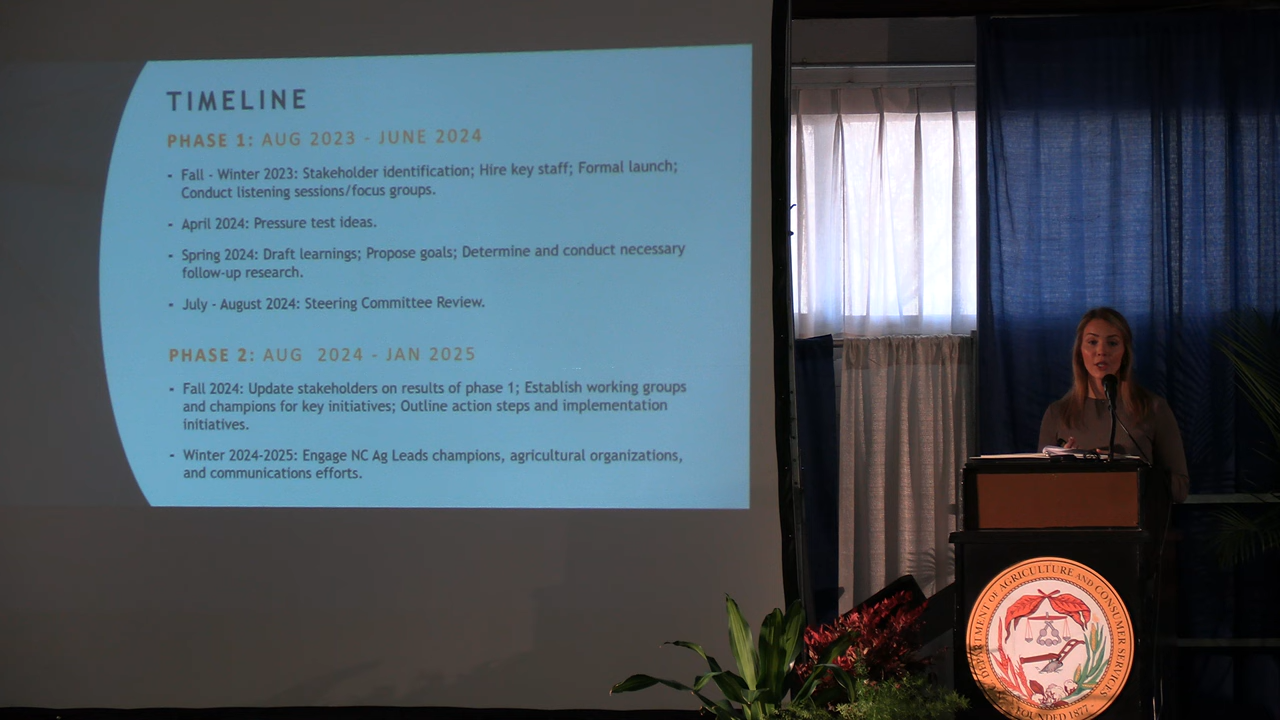 TIMELINE
PHASE 1: AUG 2023 - JUNE 2024
- Fall - Winter 2023: Stakeholder identification; Hire key staff; Formal launch;
Conduct listening sessions/focus groups.
- April 2024: Pressure test ideas.
- Spring 2024: Draft learnings; Propose goals; Determine and conduct necessary
follow-up research.
- July - August 2024: Steering Committee Review.
PHASE 2: AUG 2024 - JAN 2025
- Fall 2024: Update stakeholders on results of phase 1; Establish working groups
and champions for key initiatives; Outline action steps and implementation
initiatives.
- Winter 2024-2025: Engage NC Ag Leads champions, agricultural organizations,
and communications efforts.
DEPARTMENT OF AGRICULTURE AND CONSUMER SERVICES
FOUNDED 1877